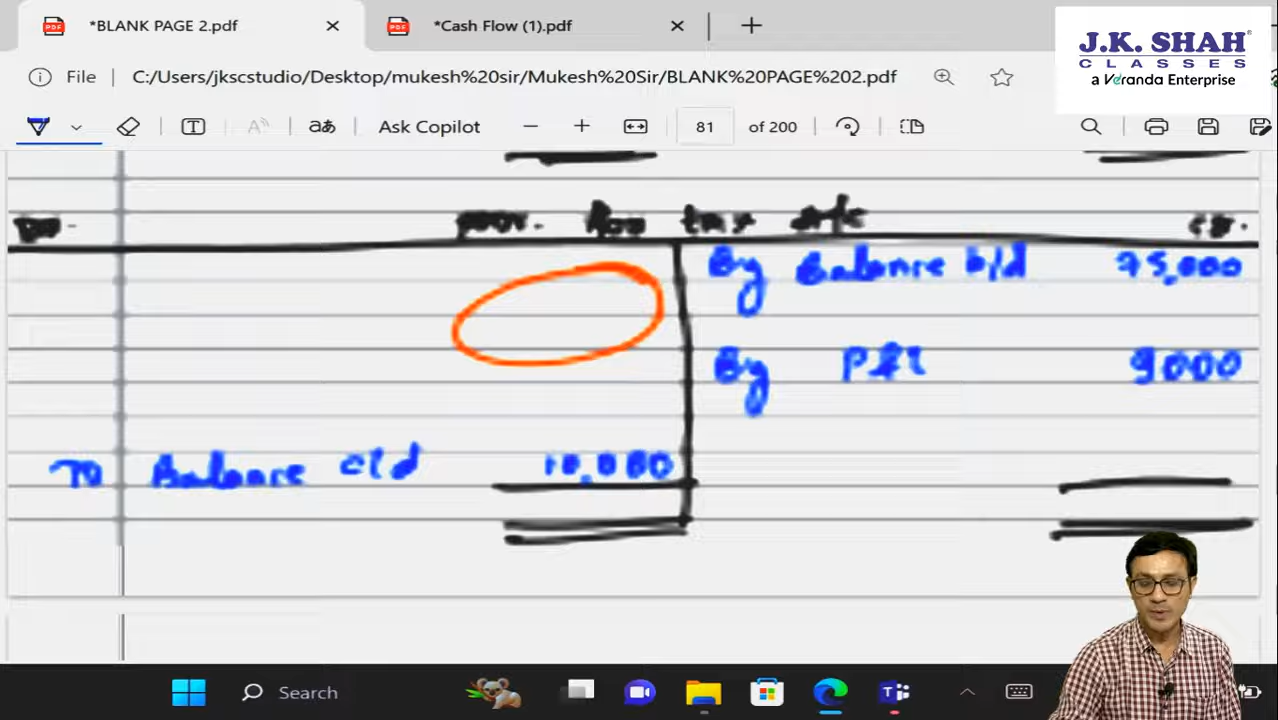 *BLANK PAGE 2.pdf
*Cash Flow (1).pdf
J.K. SHAH®
CLASSES
a Veranda Enterprise
File
C:/Users/jkscstudio/Desktop/mukesh%20sir/Mukesh%20Sir/BLANK%20PAGE%202.pdf
aあ
Ask Copilot
81 of 200
Dr.
prov. for tax A/c
cr.
By Balance b/d 75,000
By P&L 9000
To Balance c/d 10,000
Search